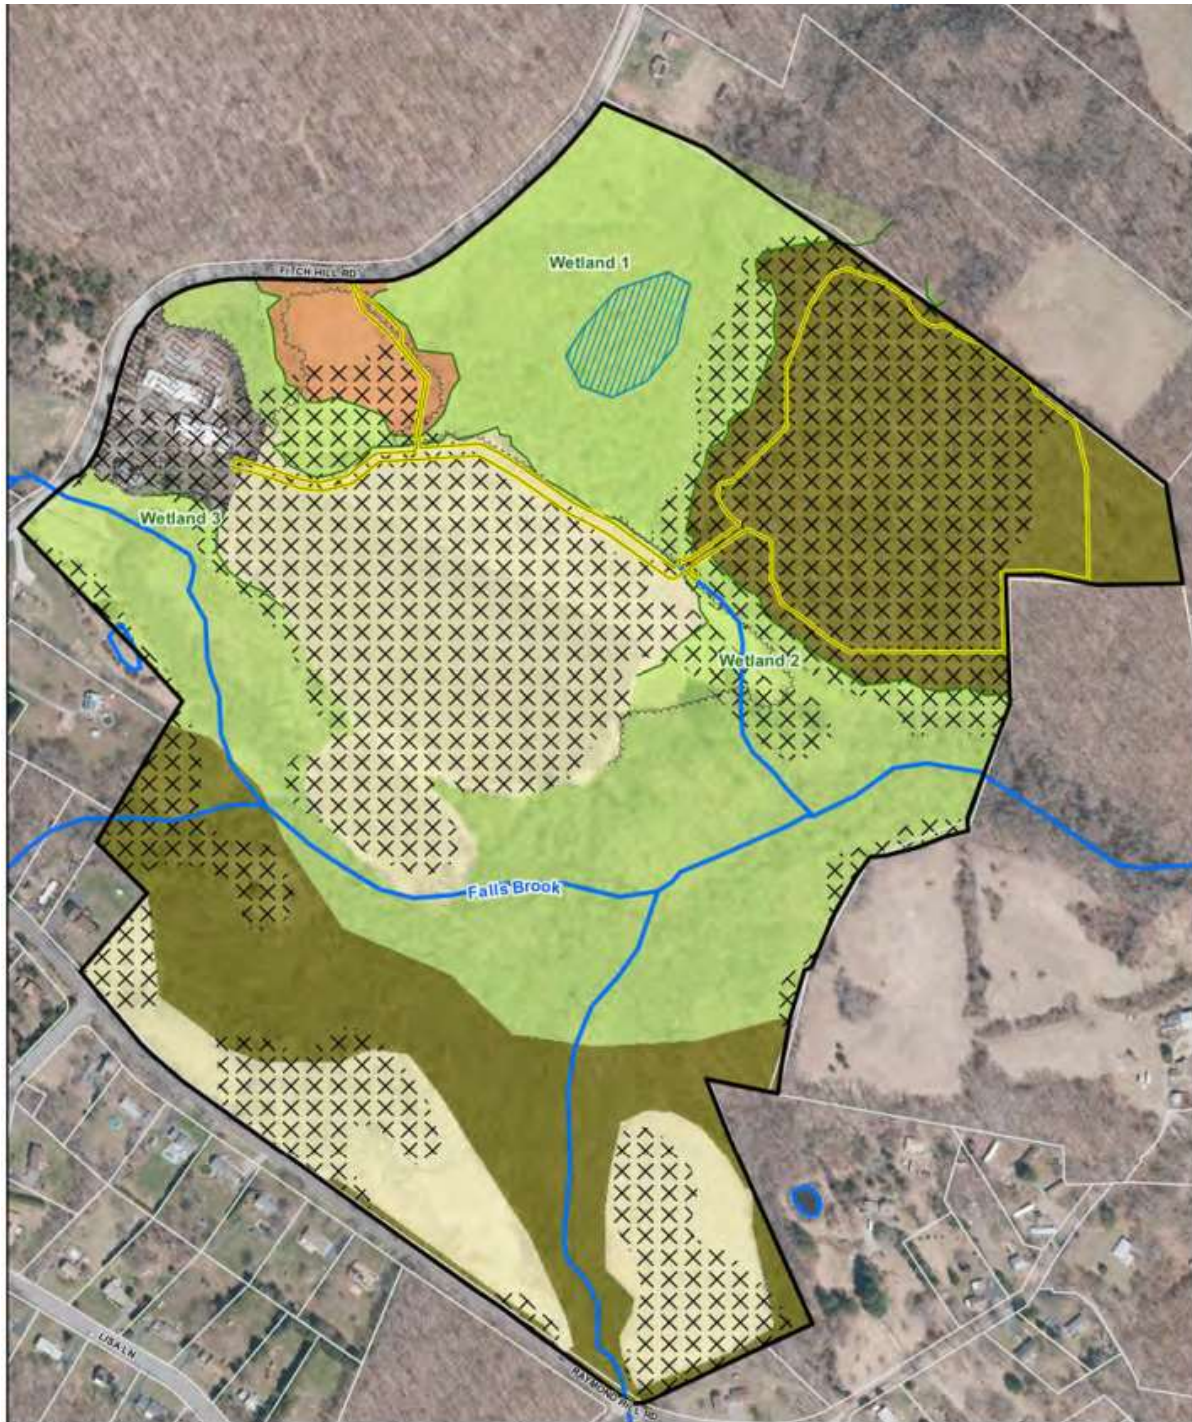 Wetland 1
FITCH HILL RD
Wetland 3
Wetland 2
Falls Brook
LISA LN
RAYMOND HILL RD